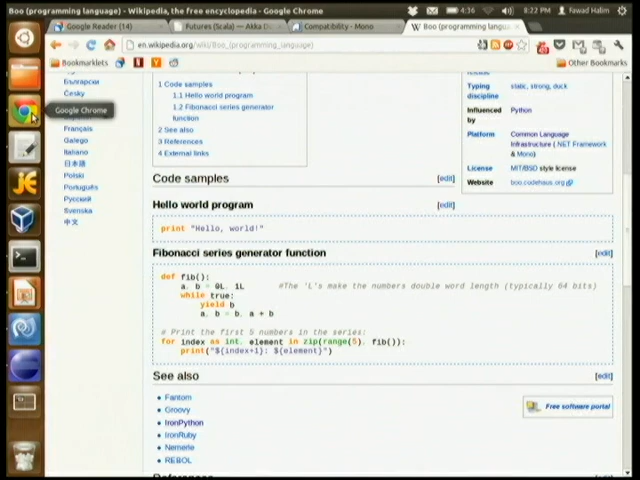 Boo (programming language) - Wikipedia, the free encyclopedia - Google Chrome
4:36
8:22 PM
Fawad Halim
Google Reader (14)
Futures (Scala) — Akka D
Compatibility - Mono
Boo (programming langua
en.wikipedia.org/wiki/Boo_(programming_language)
Bookmarklets
Other Bookmarks
Google Chrome
Български
Česky
Français
Galego
Italiano
日本語
Polski
Português
Русский
Svenska
中文
1 Code samples
1.1 Hello world program
1.2 Fibonacci series generator
function
2 See also
3 References
4 External links
release
Typing
discipline
static, strong, duck
Influenced
by
Python
Platform
Common Language
Infrastructure (.NET Framework
& Mono)
License
MIT/BSD style license
Website
boo.codehaus.org
Code samples
[edit]
Hello world program
[edit]
print "Hello, world!"
Fibonacci series generator function
[edit]
def fib():
a, b = 0L, 1L #The 'L's make the numbers double word length (typically 64 bits)
while true:
yield b
a, b = b, a + b
# Print the first 5 numbers in the series:
for index as int, element in zip(range(5), fib()):
print("${index+1}: ${element}")
See also
[edit]
Fantom
Groovy
IronPython
IronRuby
Nemerle
REBOL
Free software portal
References